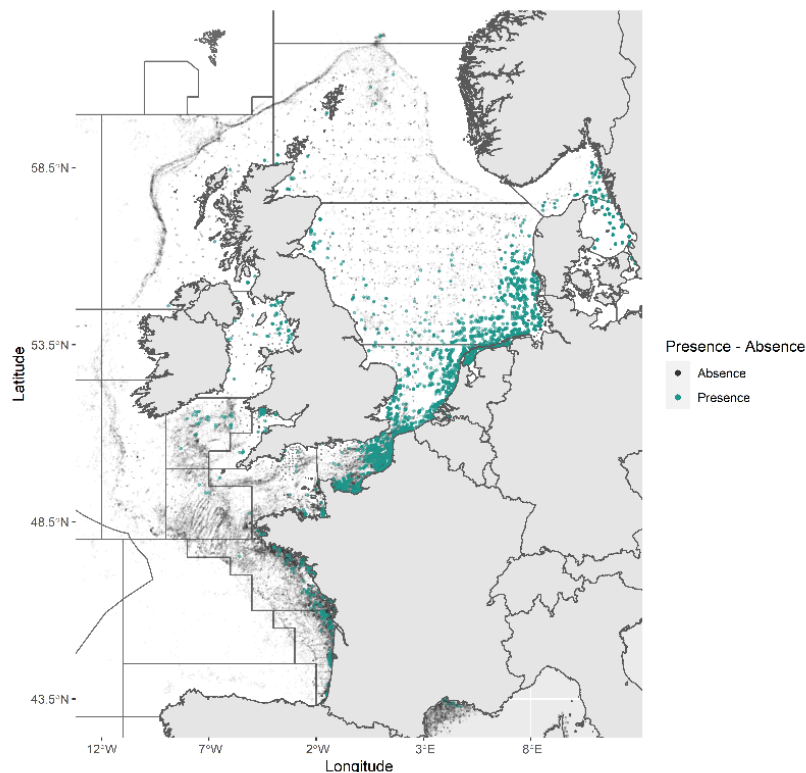 58.5°N
53.5°N
48.5°N
43.5°N
Latitude
12°W
7°W
2°W
3°E
8°E
Longitude
Presence - Absence
Absence
Presence